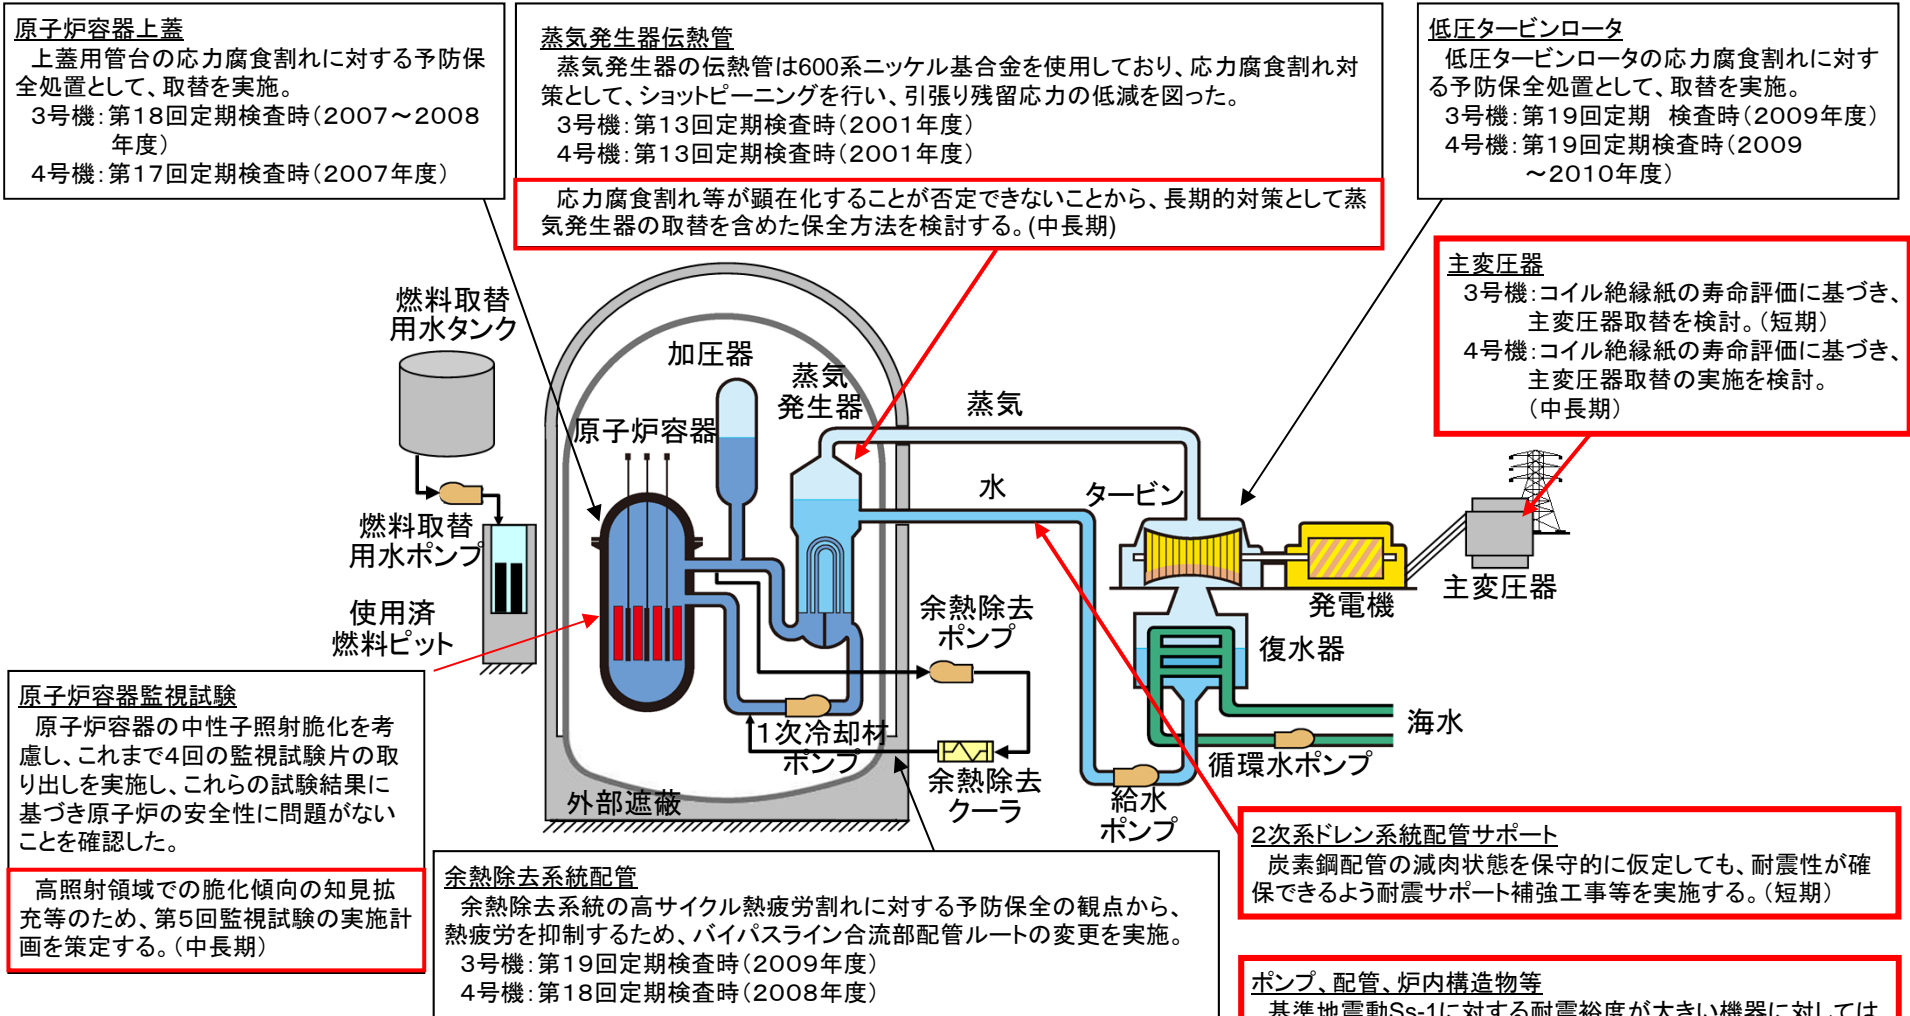 原子炉容器上蓋
上蓋用管台の応力腐食割れに対する予防保
全処置として、取替を実施。
3号機：第18回定期検査時（2007～2008
年度）
4号機：第17回定期検査時（2007年度）
蒸気発生器伝熱管
蒸気発生器の伝熱管は600系ニッケル基合金を使用しており、応力腐食割れ対
策として、ショットピーニングを行い、引張り残留応力の低減を図った。
3号機：第13回定期検査時（2001年度）
4号機：第13回定期検査時（2001年度）
応力腐食割れ等が顕在化することが否定できないことから、長期的対策として蒸
気発生器の取替を含めた保全方法を検討する。(中長期)
低圧タービンロータ
低圧タービンロータの応力腐食割れに対す
る予防保全処置として、取替を実施。
3号機：第19回定期　検査時（2009年度）
4号機：第19回定期検査時（2009
～2010年度）
主変圧器
3号機：コイル絶縁紙の寿命評価に基づき、
主変圧器取替を検討。（短期）
4号機：コイル絶縁紙の寿命評価に基づき、
主変圧器取替の実施を検討。
（中長期）
燃料取替
用水タンク
加圧器
蒸気
発生器
蒸気
原子炉容器
水
タービン
燃料取替
用水ポンプ
主変圧器
発電機
使用済
燃料ピット
余熱除去
ポンプ
復水器
海水
1次冷却材
ポンプ
循環水ポンプ
余熱除去
クーラ
給水
ポンプ
外部遮蔽
原子炉容器監視試験
原子炉容器の中性子照射脆化を考
慮し、これまで4回の監視試験片の取
り出しを実施し、これらの試験結果に
基づき原子炉の安全性に問題がない
ことを確認した。
高照射領域での脆化傾向の知見拡
充等のため、第5回監視試験の実施計
画を策定する。（中長期）
余熱除去系統配管
余熱除去系統の高サイクル熱疲労割れに対する予防保全の観点から、
熱疲労を抑制するため、バイパスライン合流部配管ルートの変更を実施。
3号機：第19回定期検査時（2009年度）
4号機：第18回定期検査時（2008年度）
2次系ドレン系統配管サポート
炭素鋼配管の減肉状態を保守的に仮定しても、耐震性が確
保できるよう耐震サポート補強工事等を実施する。（短期）
ポンプ、配管、炉内構造物等
基準地震動Ss-1に対する耐震裕度が大きい機器に対しては